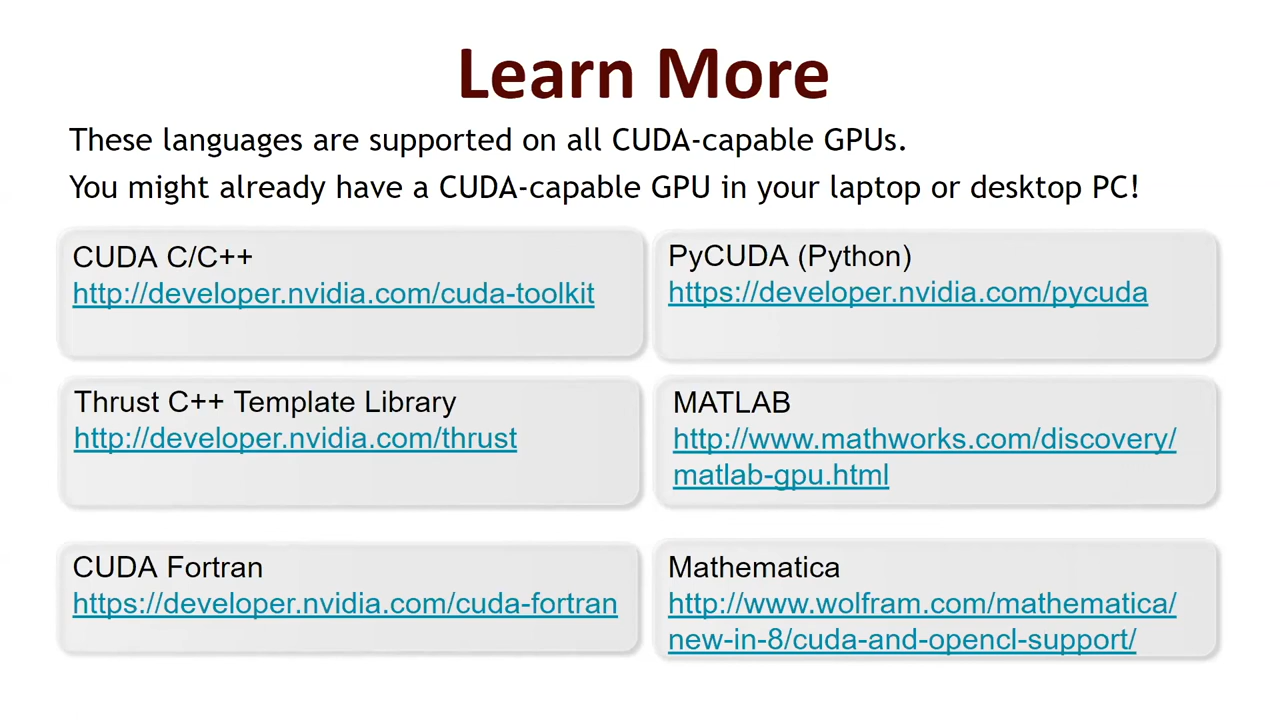 Learn More
These languages are supported on all CUDA-capable GPUs.
You might already have a CUDA-capable GPU in your laptop or desktop PC!
CUDA C/C++
http://developer.nvidia.com/cuda-toolkit
PyCUDA (Python)
https://developer.nvidia.com/pycuda
Thrust C++ Template Library
http://developer.nvidia.com/thrust
MATLAB
http://www.mathworks.com/discovery/
matlab-gpu.html
CUDA Fortran
https://developer.nvidia.com/cuda-fortran
Mathematica
http://www.wolfram.com/mathematica/
new-in-8/cuda-and-opencl-support/